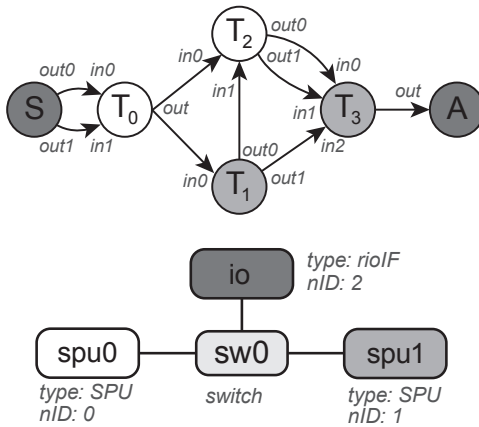 out0
in0
S
out1
in1
T0
in0
out
in0
T2
out0
out1
in0
in1
in1
out0
T1
out1
in2
T3
out
A
io
type: rioIF
nID: 2
spu0
sw0
spu1
type: SPU
nID: 0
switch
type: SPU
nID: 1